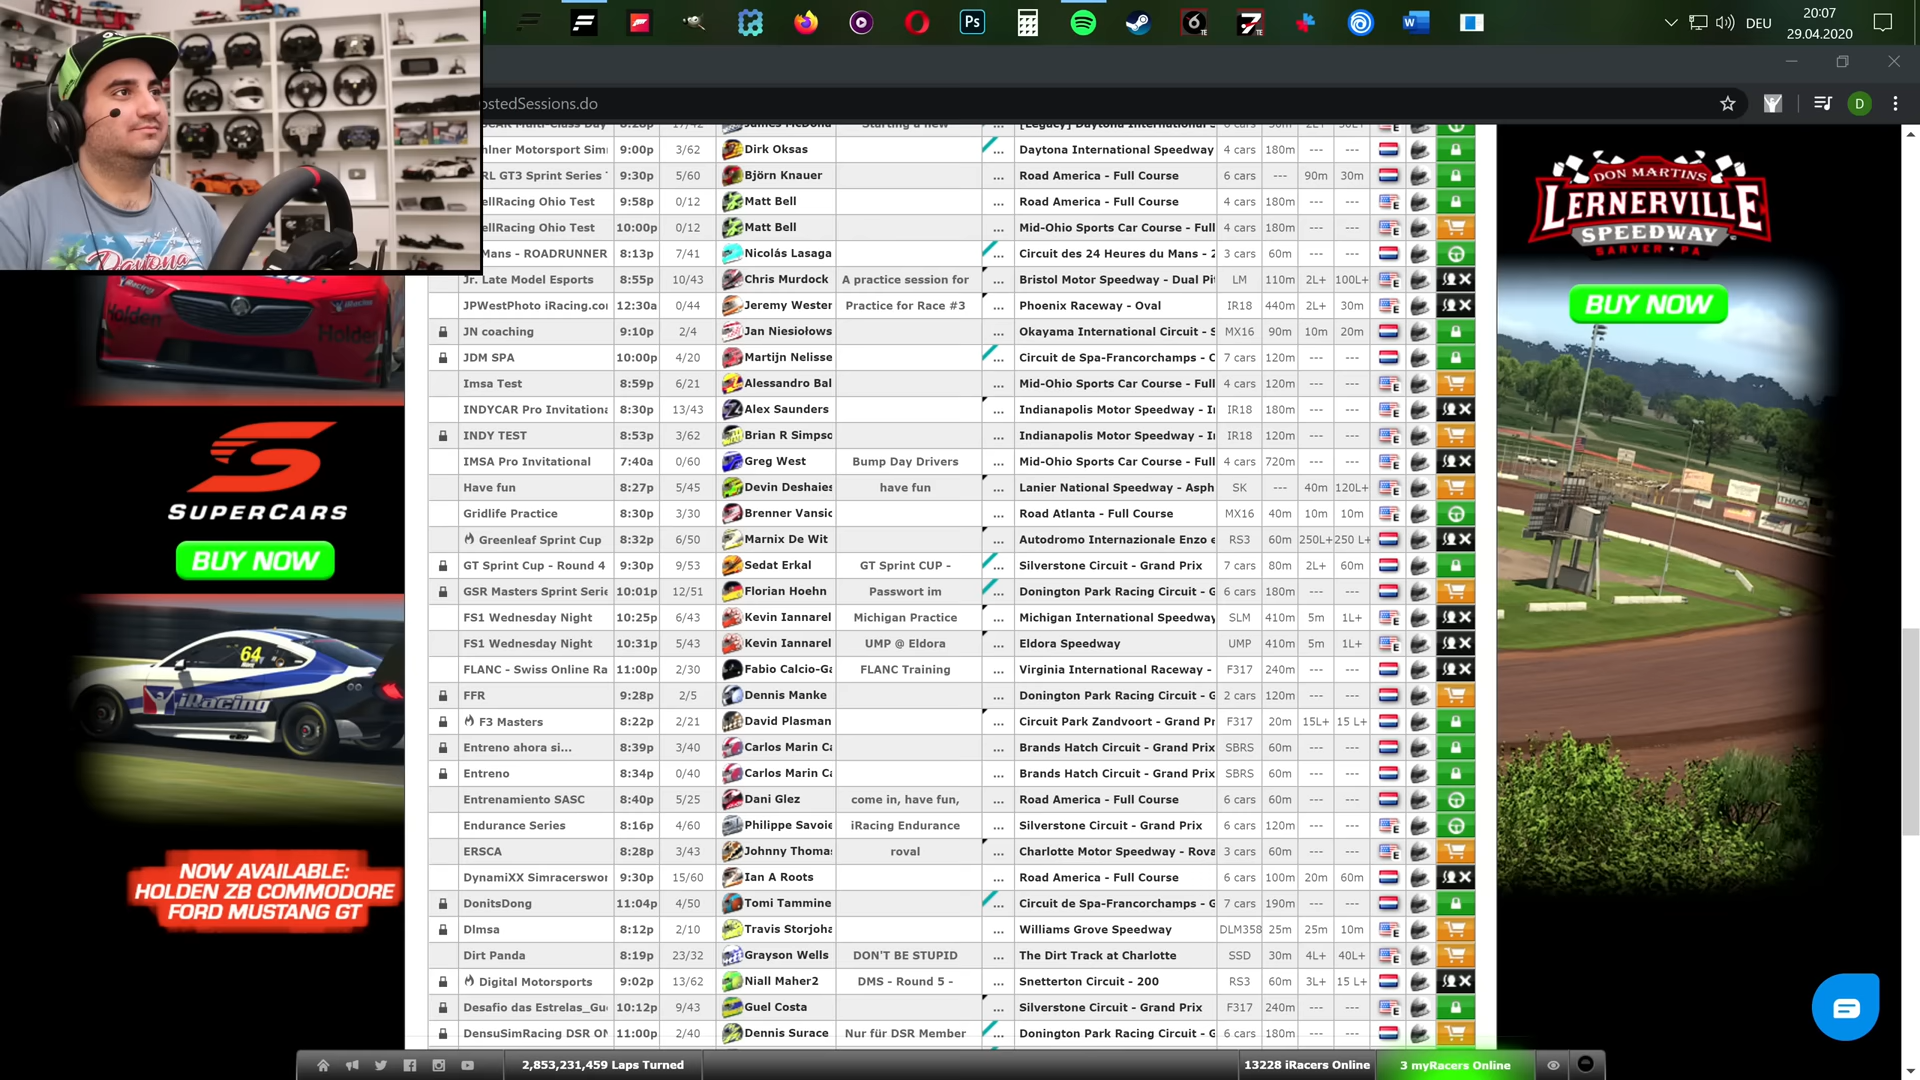 DEU
20:07
29.04.2020
ostedSessions.do
D
9:00p 3/62 Dirk Oksas ... Daytona International Speedway 4 cars 180m --- ---
9:30p 5/60 Björn Knauer Road America - Full Course 6 cars --- 90m 30m
ellRacing Ohio Test 9:58p 0/12 Matt Bell Road America - Full Course 4 cars 180m --- ---
ellRacing Ohio Test 10:00p 0/12 Matt Bell Mid-Ohio Sports Car Course - Full 4 cars 180m --- ---
Mans - ROADRUNNER 8:13p 7/41 Nicolás Lasaga ... Circuit des 24 Heures du Mans - 2 3 cars 60m --- ---
Jr. Late Model Esports 8:55p 10/43 Chris Murdock A practice session for ... Bristol Motor Speedway - Dual Pit LM 110m 2L+ 100L+
JPWestPhoto iRacing.co 12:30a 0/44 Jeremy Wester Practice for Race #3 ... Phoenix Raceway - Oval IR18 440m 2L+ 30m
JN coaching 9:10p 2/4 Jan Niesiołows ... Okayama International Circuit - S MX16 90m 10m 20m
JDM SPA 10:00p 4/20 Martijn Nelisse ... Circuit de Spa-Francorchamps - C 7 cars 120m --- ---
Imsa Test 8:59p 6/21 Alessandro Bal ... Mid-Ohio Sports Car Course - Full 4 cars 120m --- ---
INDYCAR Pro Invitationa 8:30p 13/43 Alex Saunders ... Indianapolis Motor Speedway - I IR18 180m --- ---
INDY TEST 8:53p 3/62 Brian R Simpso ... Indianapolis Motor Speedway - I IR18 120m --- ---
IMSA Pro Invitational 7:40a 0/60 Greg West Bump Day Drivers ... Mid-Ohio Sports Car Course - Full 4 cars 720m --- ---
Have fun 8:27p 5/45 Devin Deshaies have fun ... Lanier National Speedway - Asph SK --- 40m 120L+
Gridlife Practice 8:30p 3/30 Brenner Vansic ... Road Atlanta - Full Course MX16 40m 10m 10m
Greenleaf Sprint Cup 8:32p 6/50 Marnix De Wit ... Autodromo Internazionale Enzo e RS3 60m 250L+ 250 L+
GT Sprint Cup - Round 4 9:30p 9/53 Sedat Erkal GT Sprint CUP - ... Silverstone Circuit - Grand Prix 7 cars 80m 2L+ 60m
GSR Masters Sprint Serie 10:01p 12/51 Florian Hoehn Passwort im ... Donington Park Racing Circuit - G 6 cars 180m --- ---
FS1 Wednesday Night 10:25p 6/43 Kevin Iannarel Michigan Practice ... Michigan International Speedway SLM 410m 5m 1L+
FS1 Wednesday Night 10:31p 5/43 Kevin Iannarel UMP @ Eldora ... Eldora Speedway UMP 410m 5m 1L+
FLANC - Swiss Online Ra 11:00p 2/30 Fabio Calcio-Ga FLANC Training ... Virginia International Raceway - F317 240m --- ---
FFR 9:28p 2/5 Dennis Manke ... Donington Park Racing Circuit - G 2 cars 120m --- ---
F3 Masters 8:22p 2/21 David Plasman ... Circuit Park Zandvoort - Grand Pr F317 20m 15L+ 15 L+
Entreno ahora si... 8:39p 3/40 Carlos Marin Ca ... Brands Hatch Circuit - Grand Prix SBRS 60m --- ---
Entreno 8:34p 0/40 Carlos Marin Ca ... Brands Hatch Circuit - Grand Prix SBRS 60m --- ---
Entrenamiento SASC 8:40p 5/25 Dani Glez come in, have fun, ... Road America - Full Course 6 cars 60m --- ---
Endurance Series 8:16p 4/60 Philippe Savoie iRacing Endurance ... Silverstone Circuit - Grand Prix 6 cars 120m --- ---
ERSCA 8:28p 3/43 Johnny Thomas roval ... Charlotte Motor Speedway - Rova 3 cars 60m --- ---
DynamiXX Simracerswor 9:30p 15/60 Ian A Roots ... Road America - Full Course 6 cars 100m 20m 60m
DonitsDong 11:04p 4/50 Tomi Tammine ... Circuit de Spa-Francorchamps - C 7 cars 190m --- ---
Dlmsa 8:12p 2/10 Travis Storjoha ... Williams Grove Speedway DLM358 25m 25m 10m
Dirt Panda 8:19p 23/32 Grayson Wells DON'T BE STUPID ... The Dirt Track at Charlotte SSD 30m 4L+ 40L+
Digital Motorsports 9:02p 13/62 Niall Maher2 DMS - Round 5 - ... Snetterton Circuit - 200 RS3 60m 3L+ 15 L+
Desafio das Estrelas_Gu 10:12p 9/43 Guel Costa ... Silverstone Circuit - Grand Prix F317 240m --- ---
DensuSimRacing DSR ON 11:00p 2/40 Dennis Surace Nur für DSR Member ... Donington Park Racing Circuit - G 6 cars 180m --- ---
SUPERCARS
BUY NOW
64
iRacing
NOW AVAILABLE:
HOLDEN ZB COMMODORE
FORD MUSTANG GT
DON MARTINS
LERNERVILLE
SPEEDWAY
SARVER • PA
BUY NOW
Holden
Holden
Daytona
2,853,231,459 Laps Turned
13228 iRacers Online
3 myRacers Online